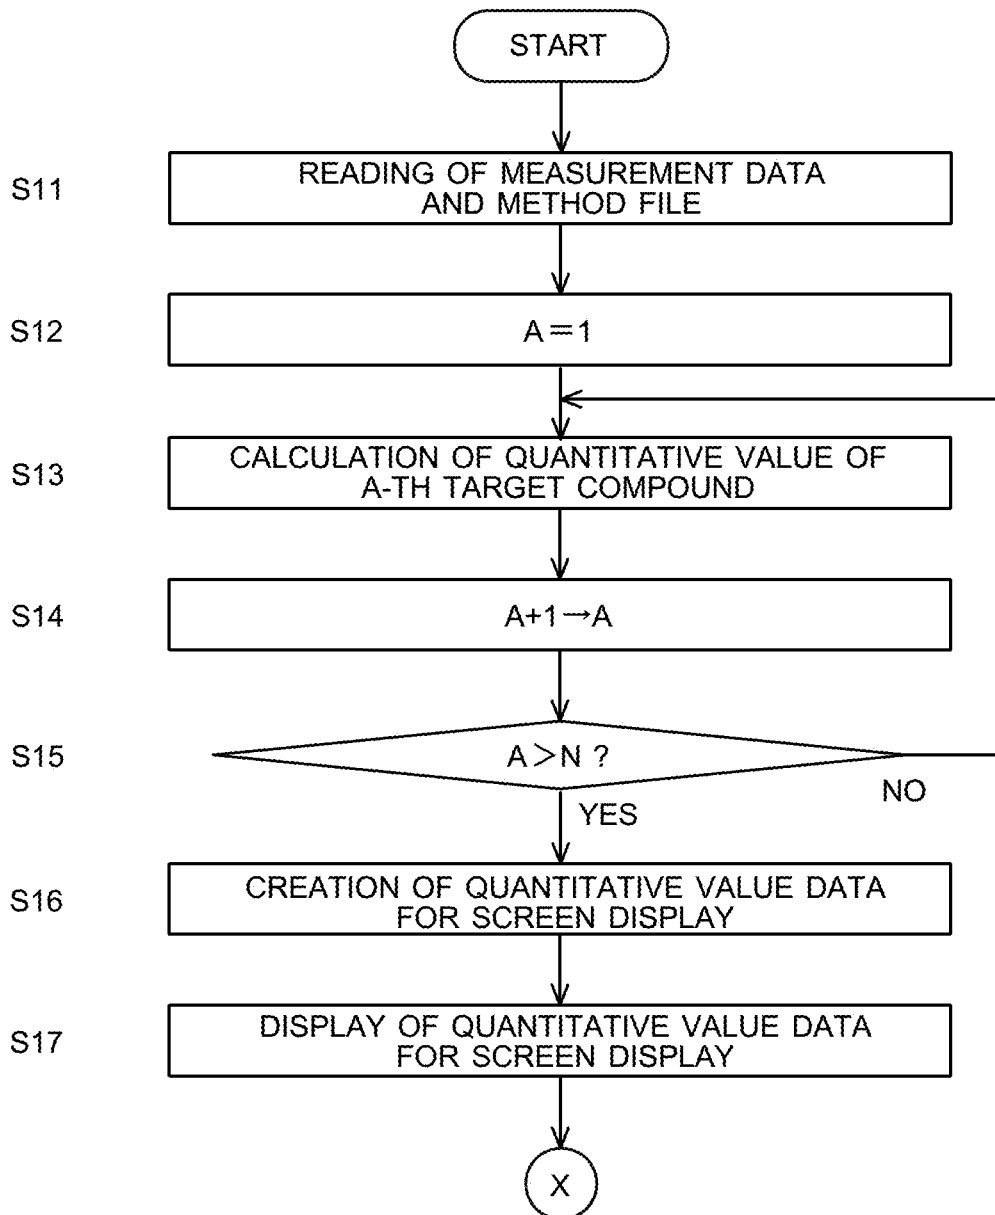 START
S11
READING OF MEASUREMENT DATA
AND METHOD FILE
S12
A=1
S13
CALCULATION OF QUANTITATIVE VALUE OF
A-TH TARGET COMPOUND
S14
A+1→A
S15
A>N ?
NO
YES
S16
CREATION OF QUANTITATIVE VALUE DATA
FOR SCREEN DISPLAY
S17
DISPLAY OF QUANTITATIVE VALUE DATA
FOR SCREEN DISPLAY
X